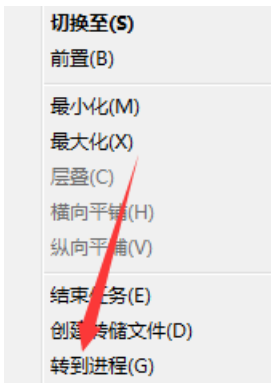 切换至(S)
前置(B)
最小化(M)
最大化(X)
层叠(C)
横向平铺(H)
纵向平铺(V)
结束任务(E)
创建转储文件(D)
转到进程(G)